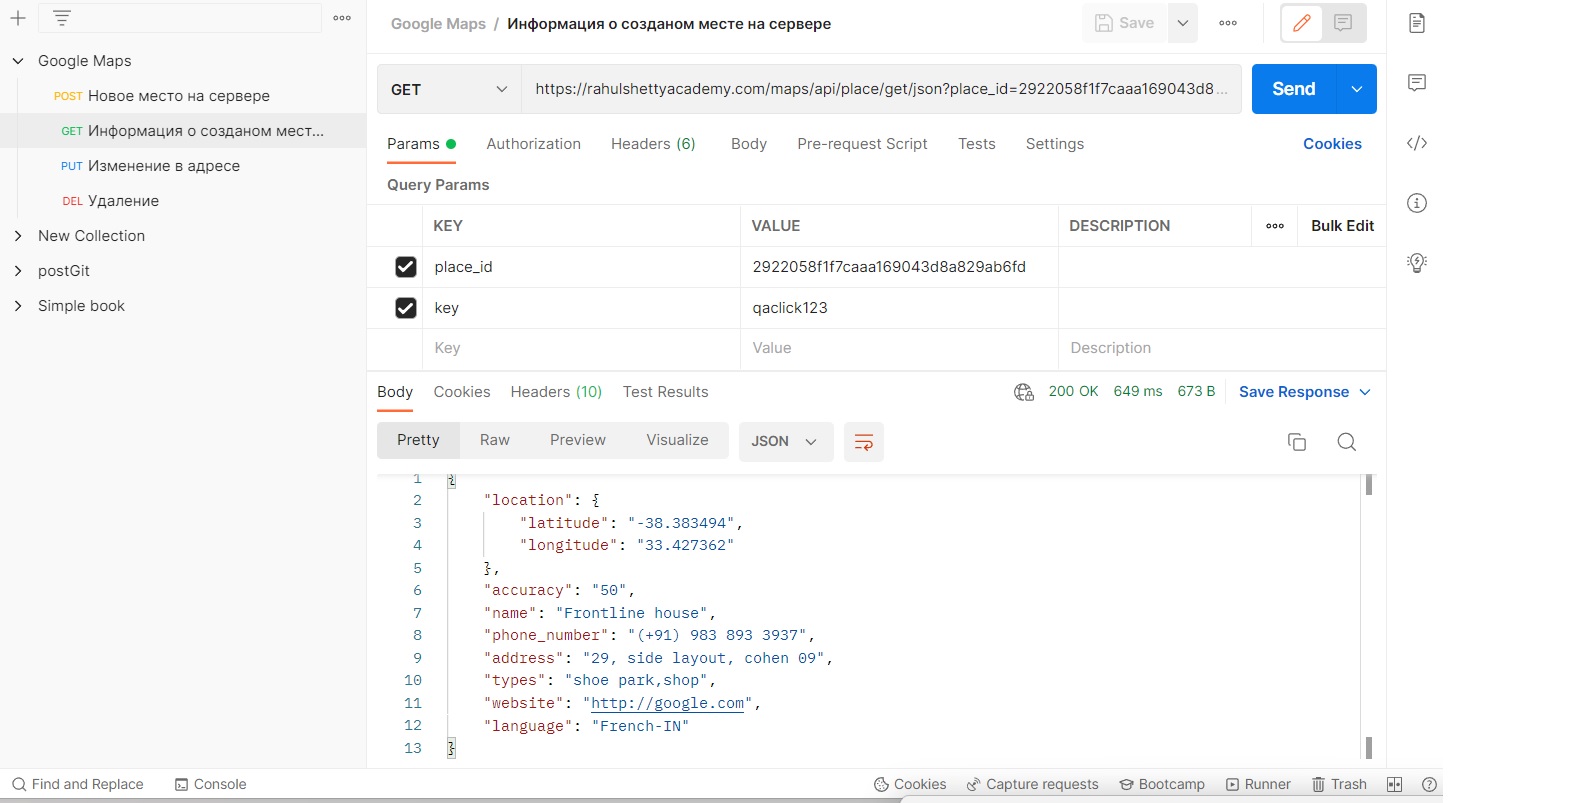 Google Maps / Информация о созданом месте на сервере
Save
Google Maps
POST Новое место на сервере
GET Информация о созданом мест...
PUT Изменение в адресе
DEL Удаление
New Collection
postGit
Simple book
GET https://rahulshettyacademy.com/maps/api/place/get/json?place_id=2922058f1f7caaa169043d8... Send
Params Authorization Headers (6) Body Pre-request Script Tests Settings Cookies
Query Params
KEY VALUE DESCRIPTION Bulk Edit
place_id 2922058f1f7caaa169043d8a829ab6fd
key qaclick123
Key Value Description
Body Cookies Headers (10) Test Results 200 OK 649 ms 673 B Save Response
Pretty Raw Preview Visualize JSON
1 {
2 "location": {
3 "latitude": "-38.383494",
4 "longitude": "33.427362"
5 },
6 "accuracy": "50",
7 "name": "Frontline house",
8 "phone_number": "(+91) 983 893 3937",
9 "address": "29, side layout, cohen 09",
10 "types": "shoe park,shop",
11 "website": "http://google.com",
12 "language": "French-IN"
13 }
Find and Replace Console Cookies Capture requests Bootcamp Runner Trash